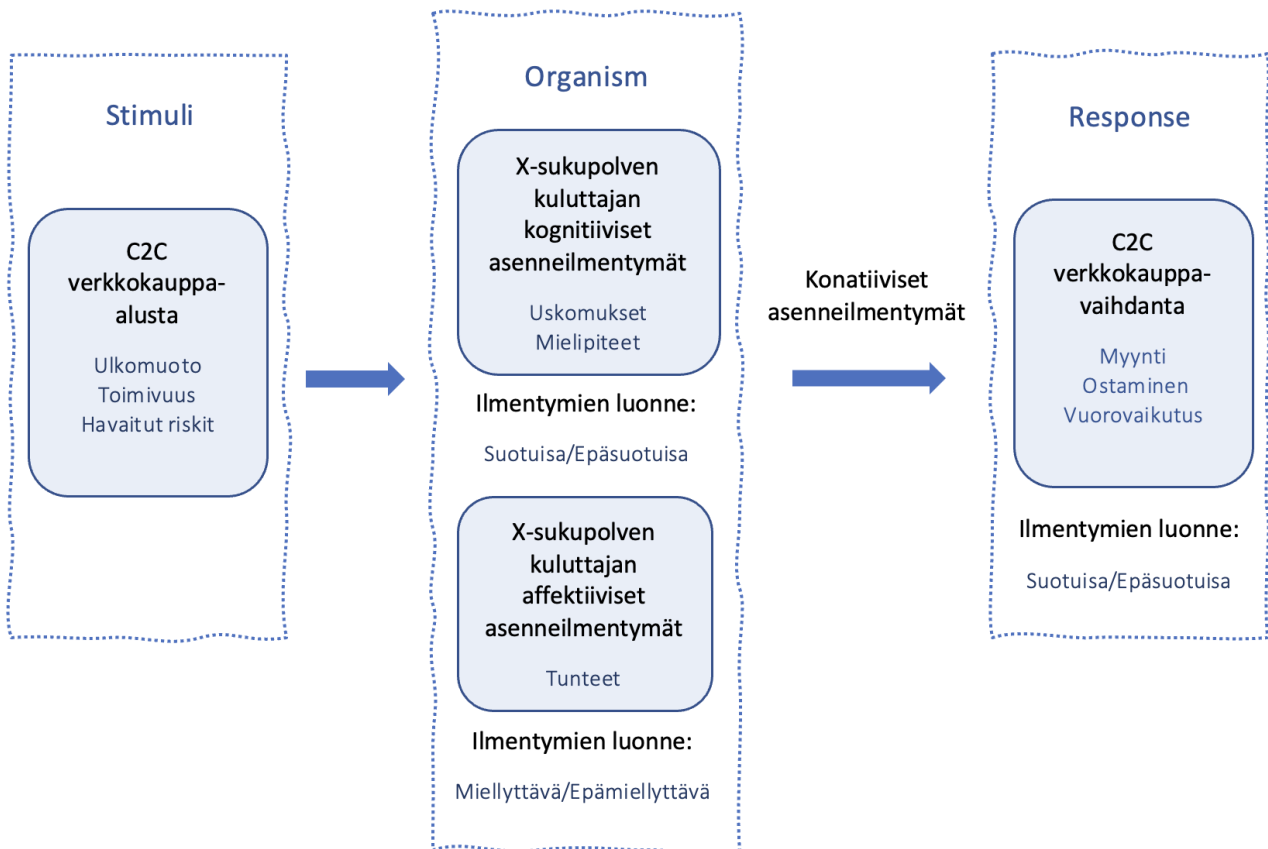 Stimuli
C2C
verkkokauppa-
alusta
Ulkomuoto
Toimivuus
Havaitut riskit
Organism
X-sukupolven
kuluttajan
kognitiiviset
asenneilmentymät
Uskomukset
Mielipiteet
Ilmentymien luonne:
Suotuisa/Epäsuotuisa
X-sukupolven
kuluttajan
affektiiviset
asenneilmentymät
Tunteet
Ilmentymien luonne:
Miellyttävä/Epämiellyttävä
Konatiiviset
asenneilmentymät
Response
C2C
verkkokauppa-
vaihdanta
Myynti
Ostaminen
Vuorovaikutus
Ilmentymien luonne:
Suotuisa/Epäsuotuisa